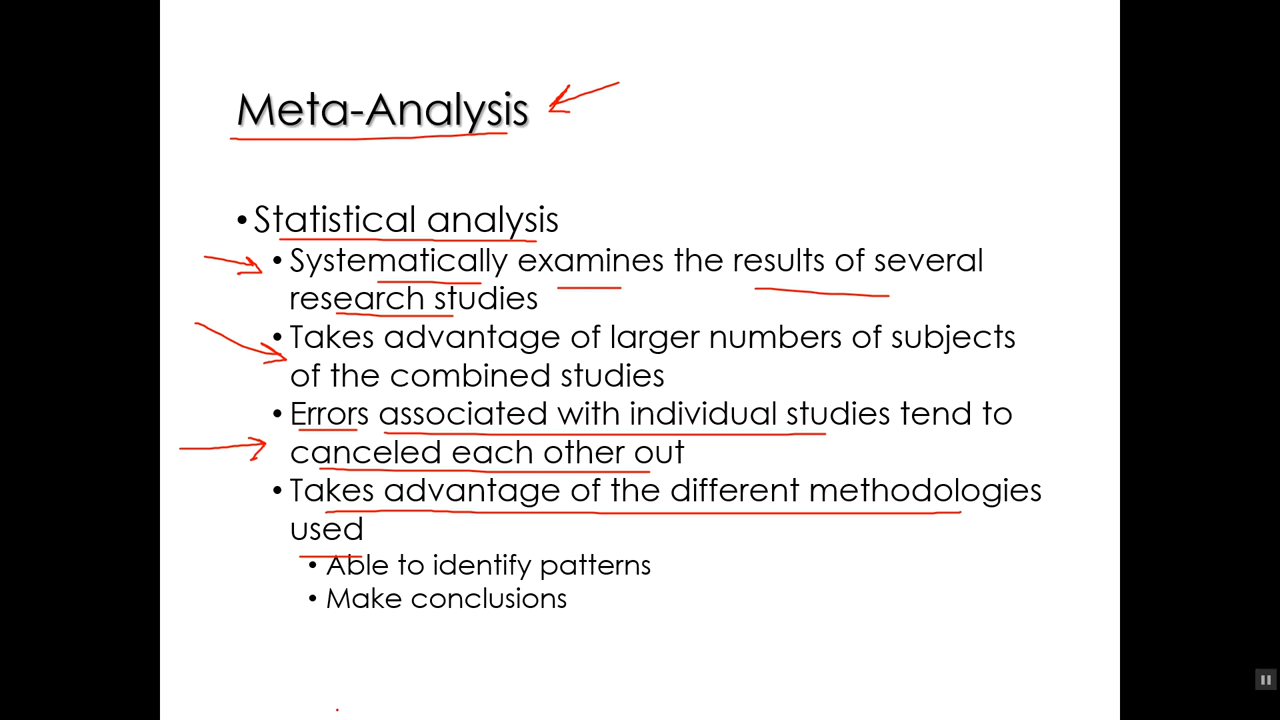 Meta-Analysis
• Statistical analysis
• Systematically examines the results of several
research studies
• Takes advantage of larger numbers of subjects
of the combined studies
• Errors associated with individual studies tend to
canceled each other out
• Takes advantage of the different methodologies
used
• Able to identify patterns
• Make conclusions